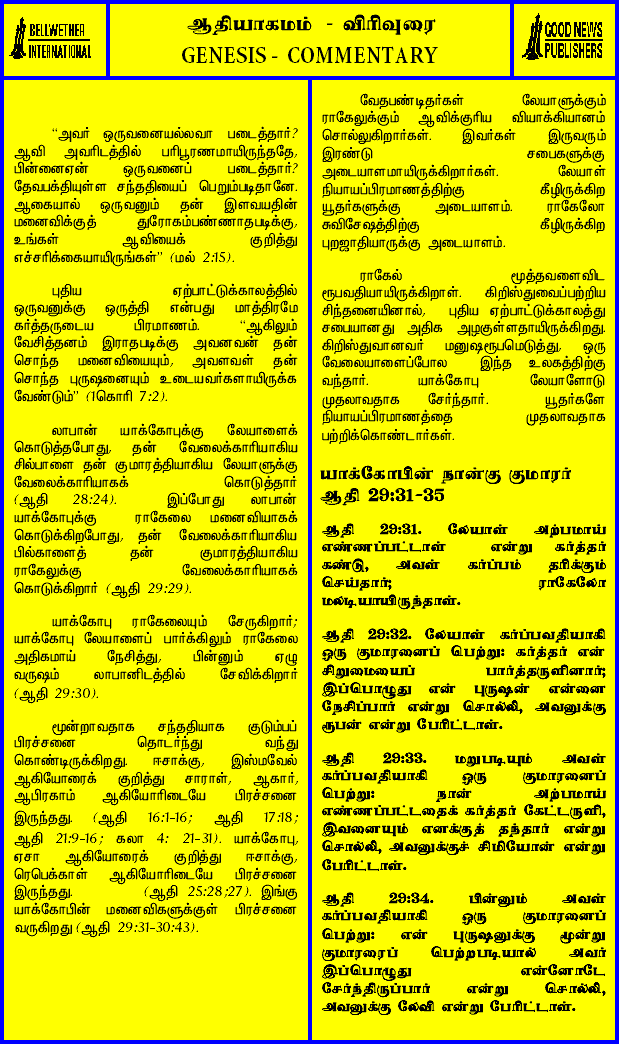 BELLWETHER
INTERNATIONAL
ஆதியாகமம் - விரிவுரை
GENESIS - COMMENTARY
GOOD NEWS
PUBLISHERS
“அவர் ஒருவனையல்லவா படைத்தார்?
ஆவி அவரிடத்தில் பரிபூரணமாயிருந்ததே,
பின்னைஏன் ஒருவனைப் படைத்தார்?
தேவபக்தியுள்ள சந்ததியைப் பெறும்படிதானே.
ஆகையால் ஒருவனும் தன் இளவயதின்
மனைவிக்குத் துரோகம்பண்ணாதபடிக்கு,
உங்கள் ஆவியைக் குறித்து
எச்சரிக்கையாயிருங்கள்” (மல் 2:15).
புதிய ஏற்பாட்டுக்காலத்தில்
ஒருவனுக்கு ஒருத்தி என்பது மாத்திரமே
கர்த்தருடைய பிரமாணம். “ஆகிலும்
வேசித்தனம் இராதபடிக்கு அவனவன் தன்
சொந்த மனைவியையும், அவளவள் தன்
சொந்த புருஷனையும் உடையவர்களாயிருக்க
வேண்டும்” (1கொரி 7:2).
லாபான் யாக்கோபுக்கு லேயாளைக்
கொடுத்தபோது, தன் வேலைக்காரியாகிய
சில்பாளை தன் குமாரத்தியாகிய லேயாளுக்கு
வேலைக்காரியாகக் கொடுத்தார்
(ஆதி 28:24). இப்போது லாபான்
யாக்கோபுக்கு ராகேலை மனைவியாகக்
கொடுக்கிறபோது, தன் வேலைக்காரியாகிய
பில்காளைத் தன் குமாரத்தியாகிய
ராகேலுக்கு வேலைக்காரியாகக்
கொடுக்கிறார் (ஆதி 29:29).
யாக்கோபு ராகேலையும் சேருகிறார்;
யாக்கோபு லேயாளைப் பார்க்கிலும் ராகேலை
அதிகமாய் நேசித்து, பின்னும் ஏழு
வருஷம் லாபானிடத்தில் சேவிக்கிறார்
(ஆதி 29:30).
மூன்றாவதாக சந்ததியாக குடும்பப்
பிரச்சனை தொடர்ந்து வந்து
கொண்டிருக்கிறது. ஈசாக்கு, இஸ்மவேல்
ஆகியோரைக் குறித்து சாராள், ஆகார்,
ஆபிரகாம் ஆகியோரிடையே பிரச்சனை
இருந்தது. (ஆதி 16:1-16; ஆதி 17:18;
ஆதி 21:9-16; கலா 4: 21-31). யாக்கோபு,
ஏசா ஆகியோரைக் குறித்து ஈசாக்கு,
ரெபெக்காள் ஆகியோரிடையே பிரச்சனை
இருந்தது. (ஆதி 25:28;27). இங்கு
யாக்கோபின் மனைவிகளுக்குள் பிரச்சனை
வருகிறது (ஆதி 29:31-30:43).
வேதபண்டிதர்கள் லேயாளுக்கும்
ராகேலுக்கும் ஆவிக்குரிய வியாக்கியானம்
சொல்லுகிறார்கள். இவர்கள் இருவரும்
இரண்டு சபைகளுக்கு
அடையாளமாயிருக்கிறார்கள். லேயாள்
நியாயப்பிரமாணத்திற்கு கீழிருக்கிற
யூதர்களுக்கு அடையாளம். ராகேலோ
சுவிசேஷத்திற்கு கீழிருக்கிற
புறஜாதியாருக்கு அடையாளம்.
ராகேல் மூத்தவளைவிட
ரூபவதியாயிருக்கிறாள். கிறிஸ்துவைப்பற்றிய
சிந்தனையினால், புதிய ஏற்பாட்டுக்காலத்து
சபையானது அதிக அழகுள்ளதாயிருக்கிறது.
கிறிஸ்துவானவர் மனுஷரூபமெடுத்து, ஒரு
வேலையாளைப்போல இந்த உலகத்திற்கு
வந்தார். யாக்கோபு லேயாளோடு
முதலாவதாக சேர்ந்தார். யூதர்களே
நியாயப்பிரமாணத்தை முதலாவதாக
பற்றிக்கொண்டார்கள்.
யாக்கோபின் நான்கு குமாரர்
ஆதி 29:31-35
ஆதி 29:31. லேயாள் அற்பமாய்
எண்ணப்பட்டாள் என்று கர்த்தர்
கண்டு, அவள் கர்ப்பம் தரிக்கும்
செய்தார்; ராகேலோ
மலடியாயிருந்தாள்.
ஆதி 29:32. லேயாள் கர்ப்பவதியாகி
ஒரு குமாரனைப் பெற்று: கர்த்தர் என்
சிறுமையைப் பார்த்தருளினார்;
இப்பொழுது என் புருஷன் என்னை
நேசிப்பார் என்று சொல்லி, அவனுக்கு
ரூபன் என்று பேரிட்டாள்.
ஆதி 29:33. மறுபடியும் அவள்
கர்ப்பவதியாகி ஒரு குமாரனைப்
பெற்று: நான் அற்பமாய்
எண்ணப்பட்டதைக் கர்த்தர் கேட்டருளி,
இவனையும் எனக்குத் தந்தார் என்று
சொல்லி, அவனுக்குச் சிமியோன் என்று
பேரிட்டாள்.
ஆதி 29:34. பின்னும் அவள்
கர்ப்பவதியாகி ஒரு குமாரனைப்
பெற்று: என் புருஷனுக்கு மூன்று
குமாரரைப் பெற்றபடியால் அவர்
இப்பொழுது என்னோடே
சேர்ந்திருப்பார் என்று சொல்லி,
அவனுக்கு லேவி என்று பேரிட்டாள்.